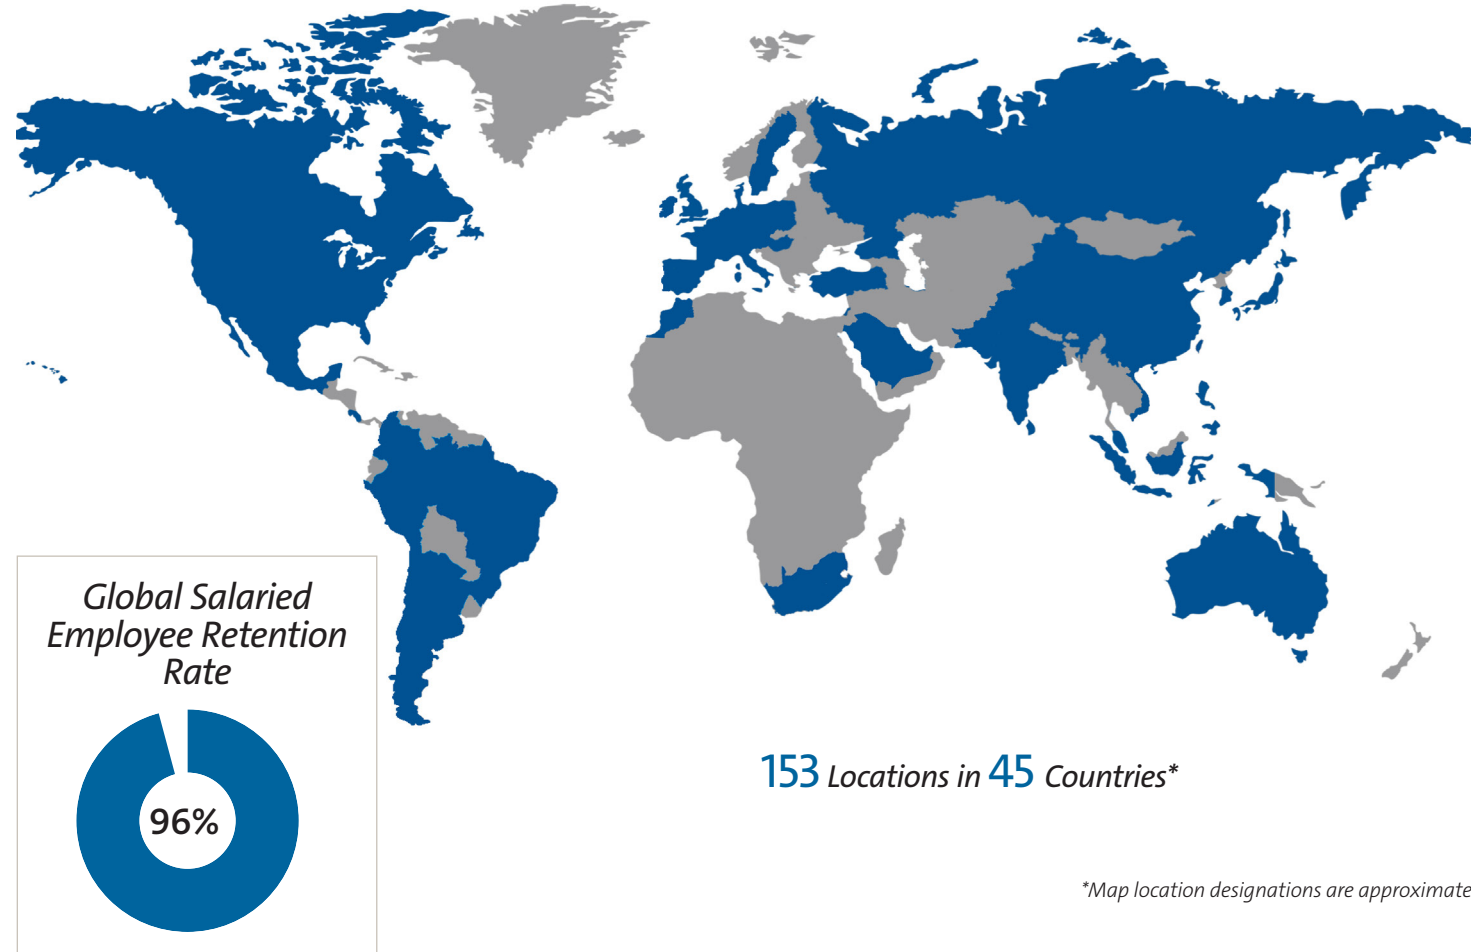 Global Salaried
Employee Retention
Rate
96%
153 Locations in 45 Countries*
*Map location designations are approximate